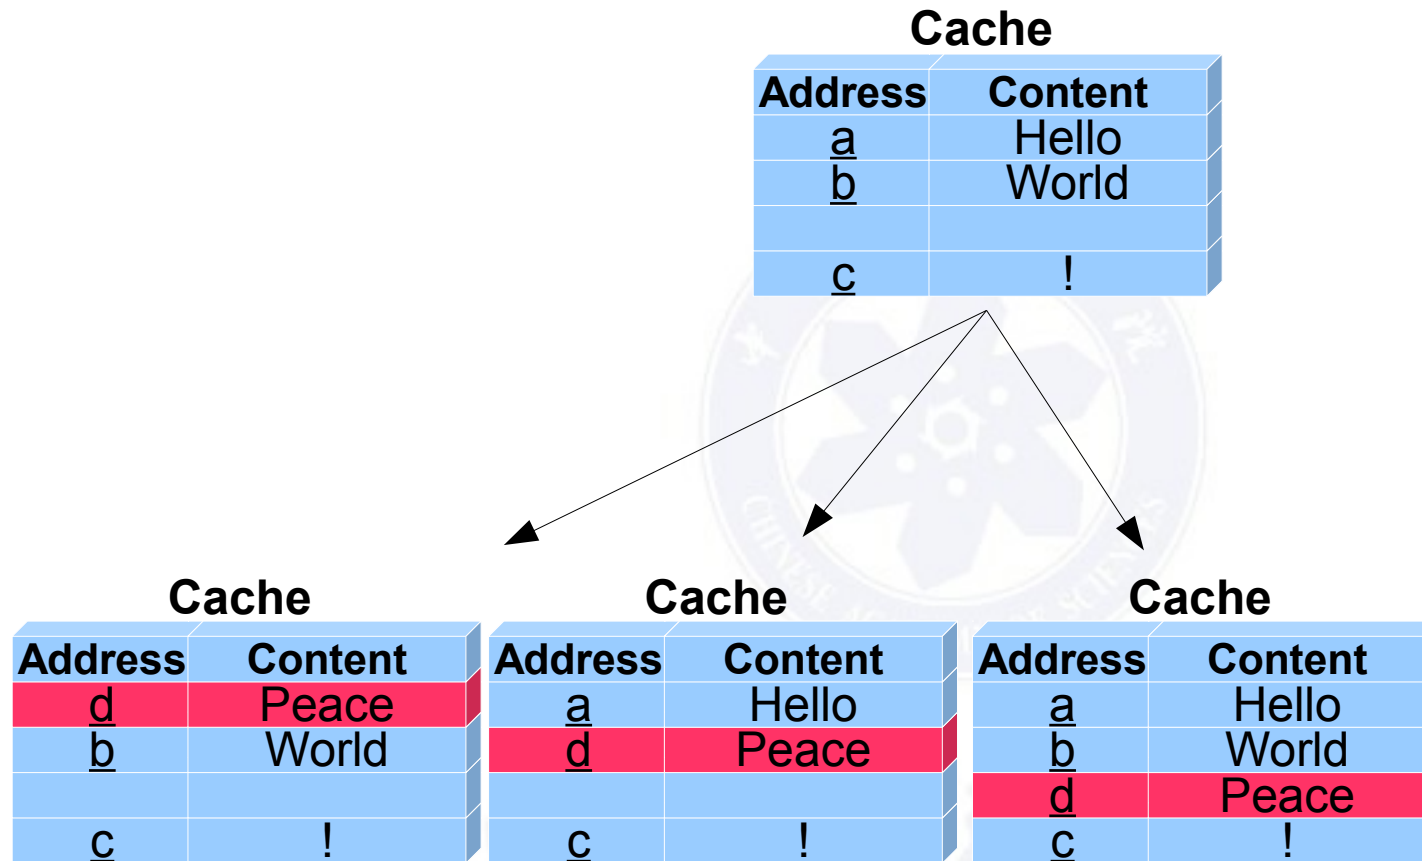 Cache
Address Content
a Hello
b World
c !
Cache
Address Content
d Peace
b World
c !
Cache
Address Content
a Hello
d Peace
c !
Cache
Address Content
a Hello
b World
d Peace
c !